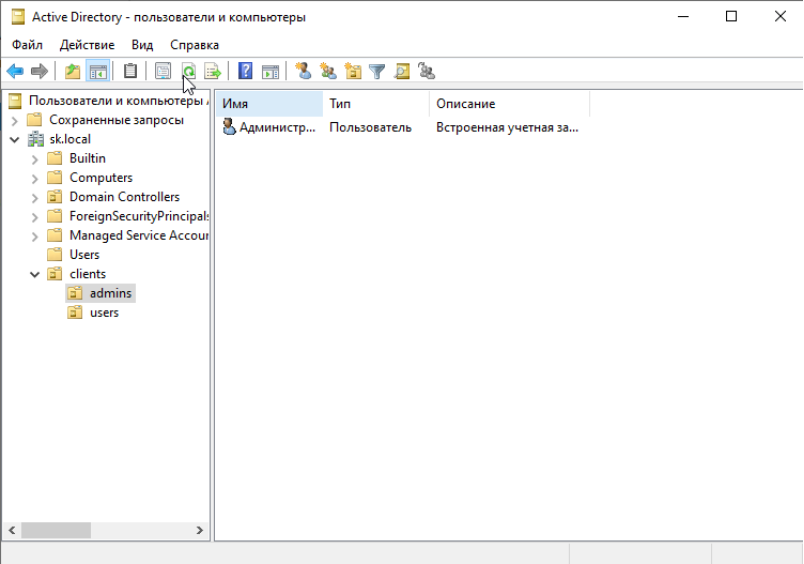 Active Directory - пользователи и компьютеры
Файл Действие Вид Справка
Пользователи и компьютеры
Сохраненные запросы
sk.local
Builtin
Computers
Domain Controllers
ForeignSecurityPrincipals
Managed Service Accour
Users
clients
admins
users
Имя Тип Описание
Администр... Пользователь Встроенная учетная за...